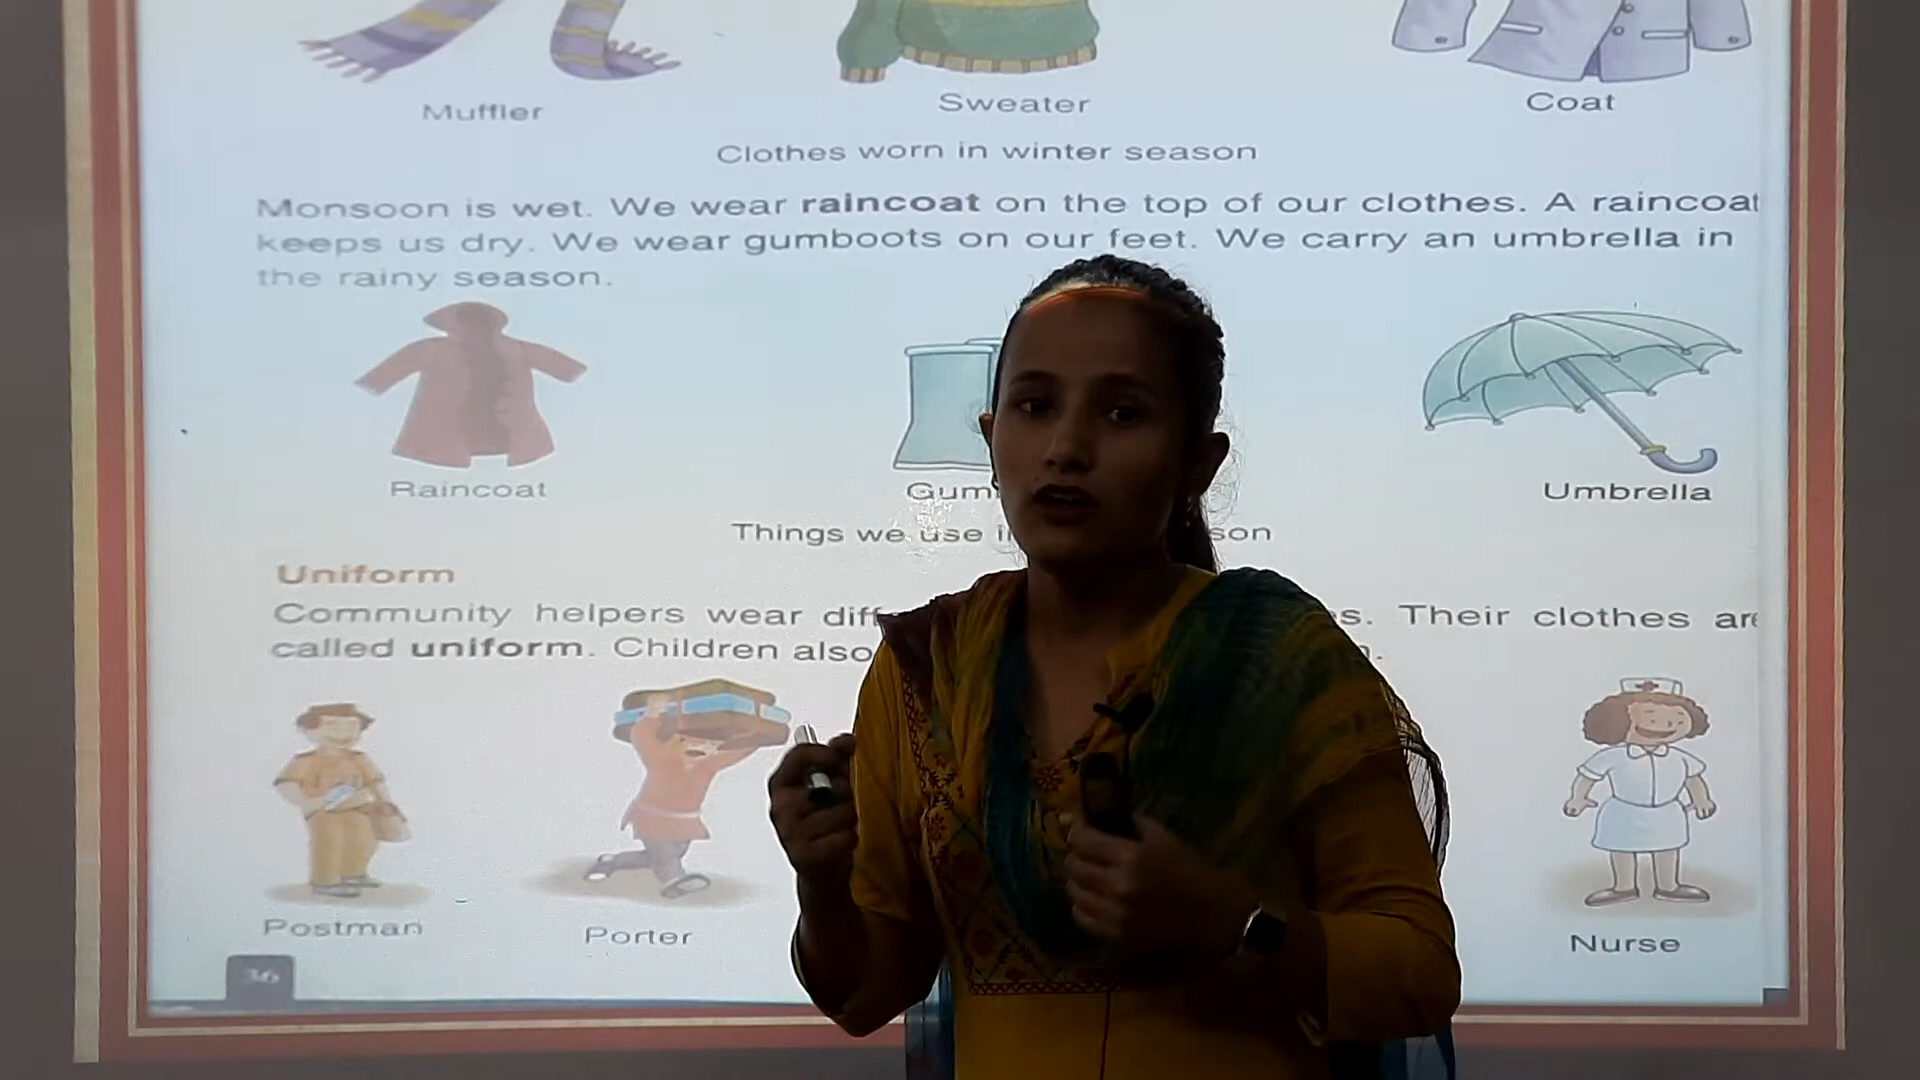 Muffler Sweater Coat
Clothes worn in winter season
Monsoon is wet. We wear raincoat on the top of our clothes. A raincoat
keeps us dry. We wear gumboots on our feet. We carry an umbrella in
the rainy season.
Raincoat Gum Umbrella
Things we use son
Uniform
Community helpers wear diff s. Their clothes are
called uniform. Children also
Postman Porter Nurse
36